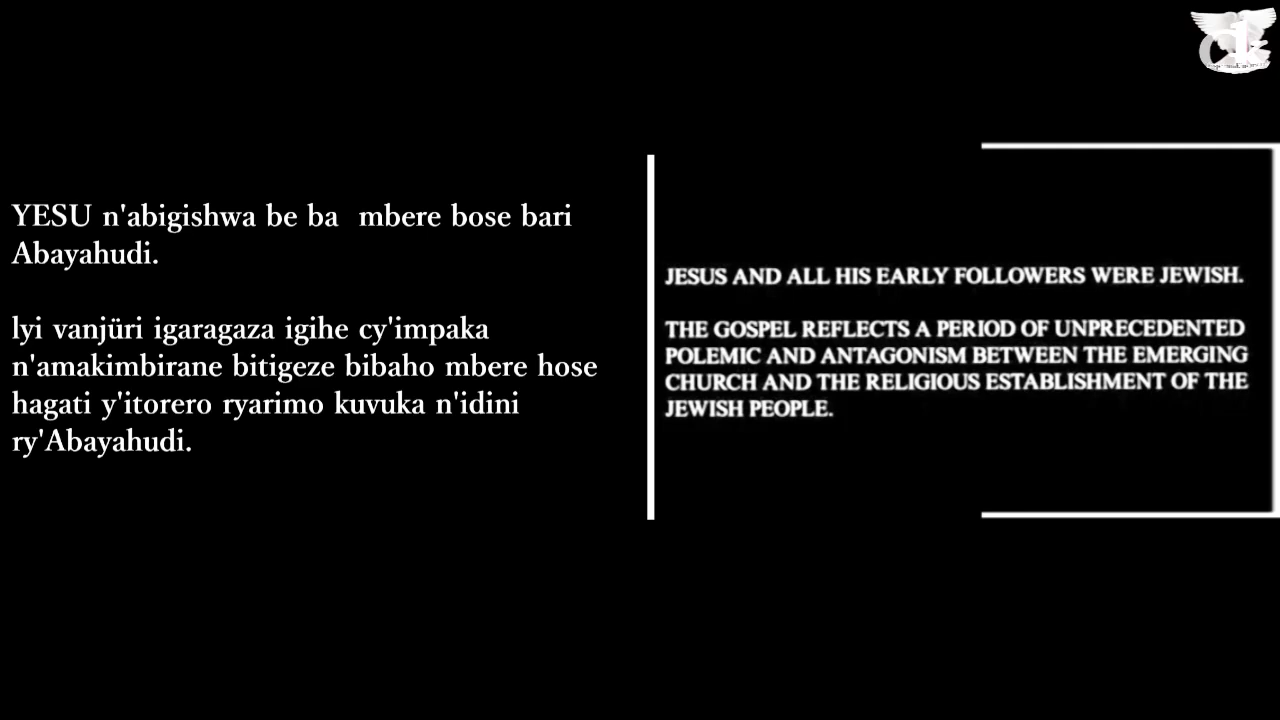 YESU n'abigishwa be ba mbere bose bari
Abayahudi.
lyi vanjüri igaragaza igihe cy'impaka
n'amakimbirane bitigeze bibaho mbere hose
hagati y'itorero ryarimo kuvuka n'idini
ry'Abayahudi.
JESUS AND ALL HIS EARLY FOLLOWERS WERE JEWISH.
THE GOSPEL REFLECTS A PERIOD OF UNPRECEDENTED
POLEMIC AND ANTAGONISM BETWEEN THE EMERGING
CHURCH AND THE RELIGIOUS ESTABLISHMENT OF THE
JEWISH PEOPLE.